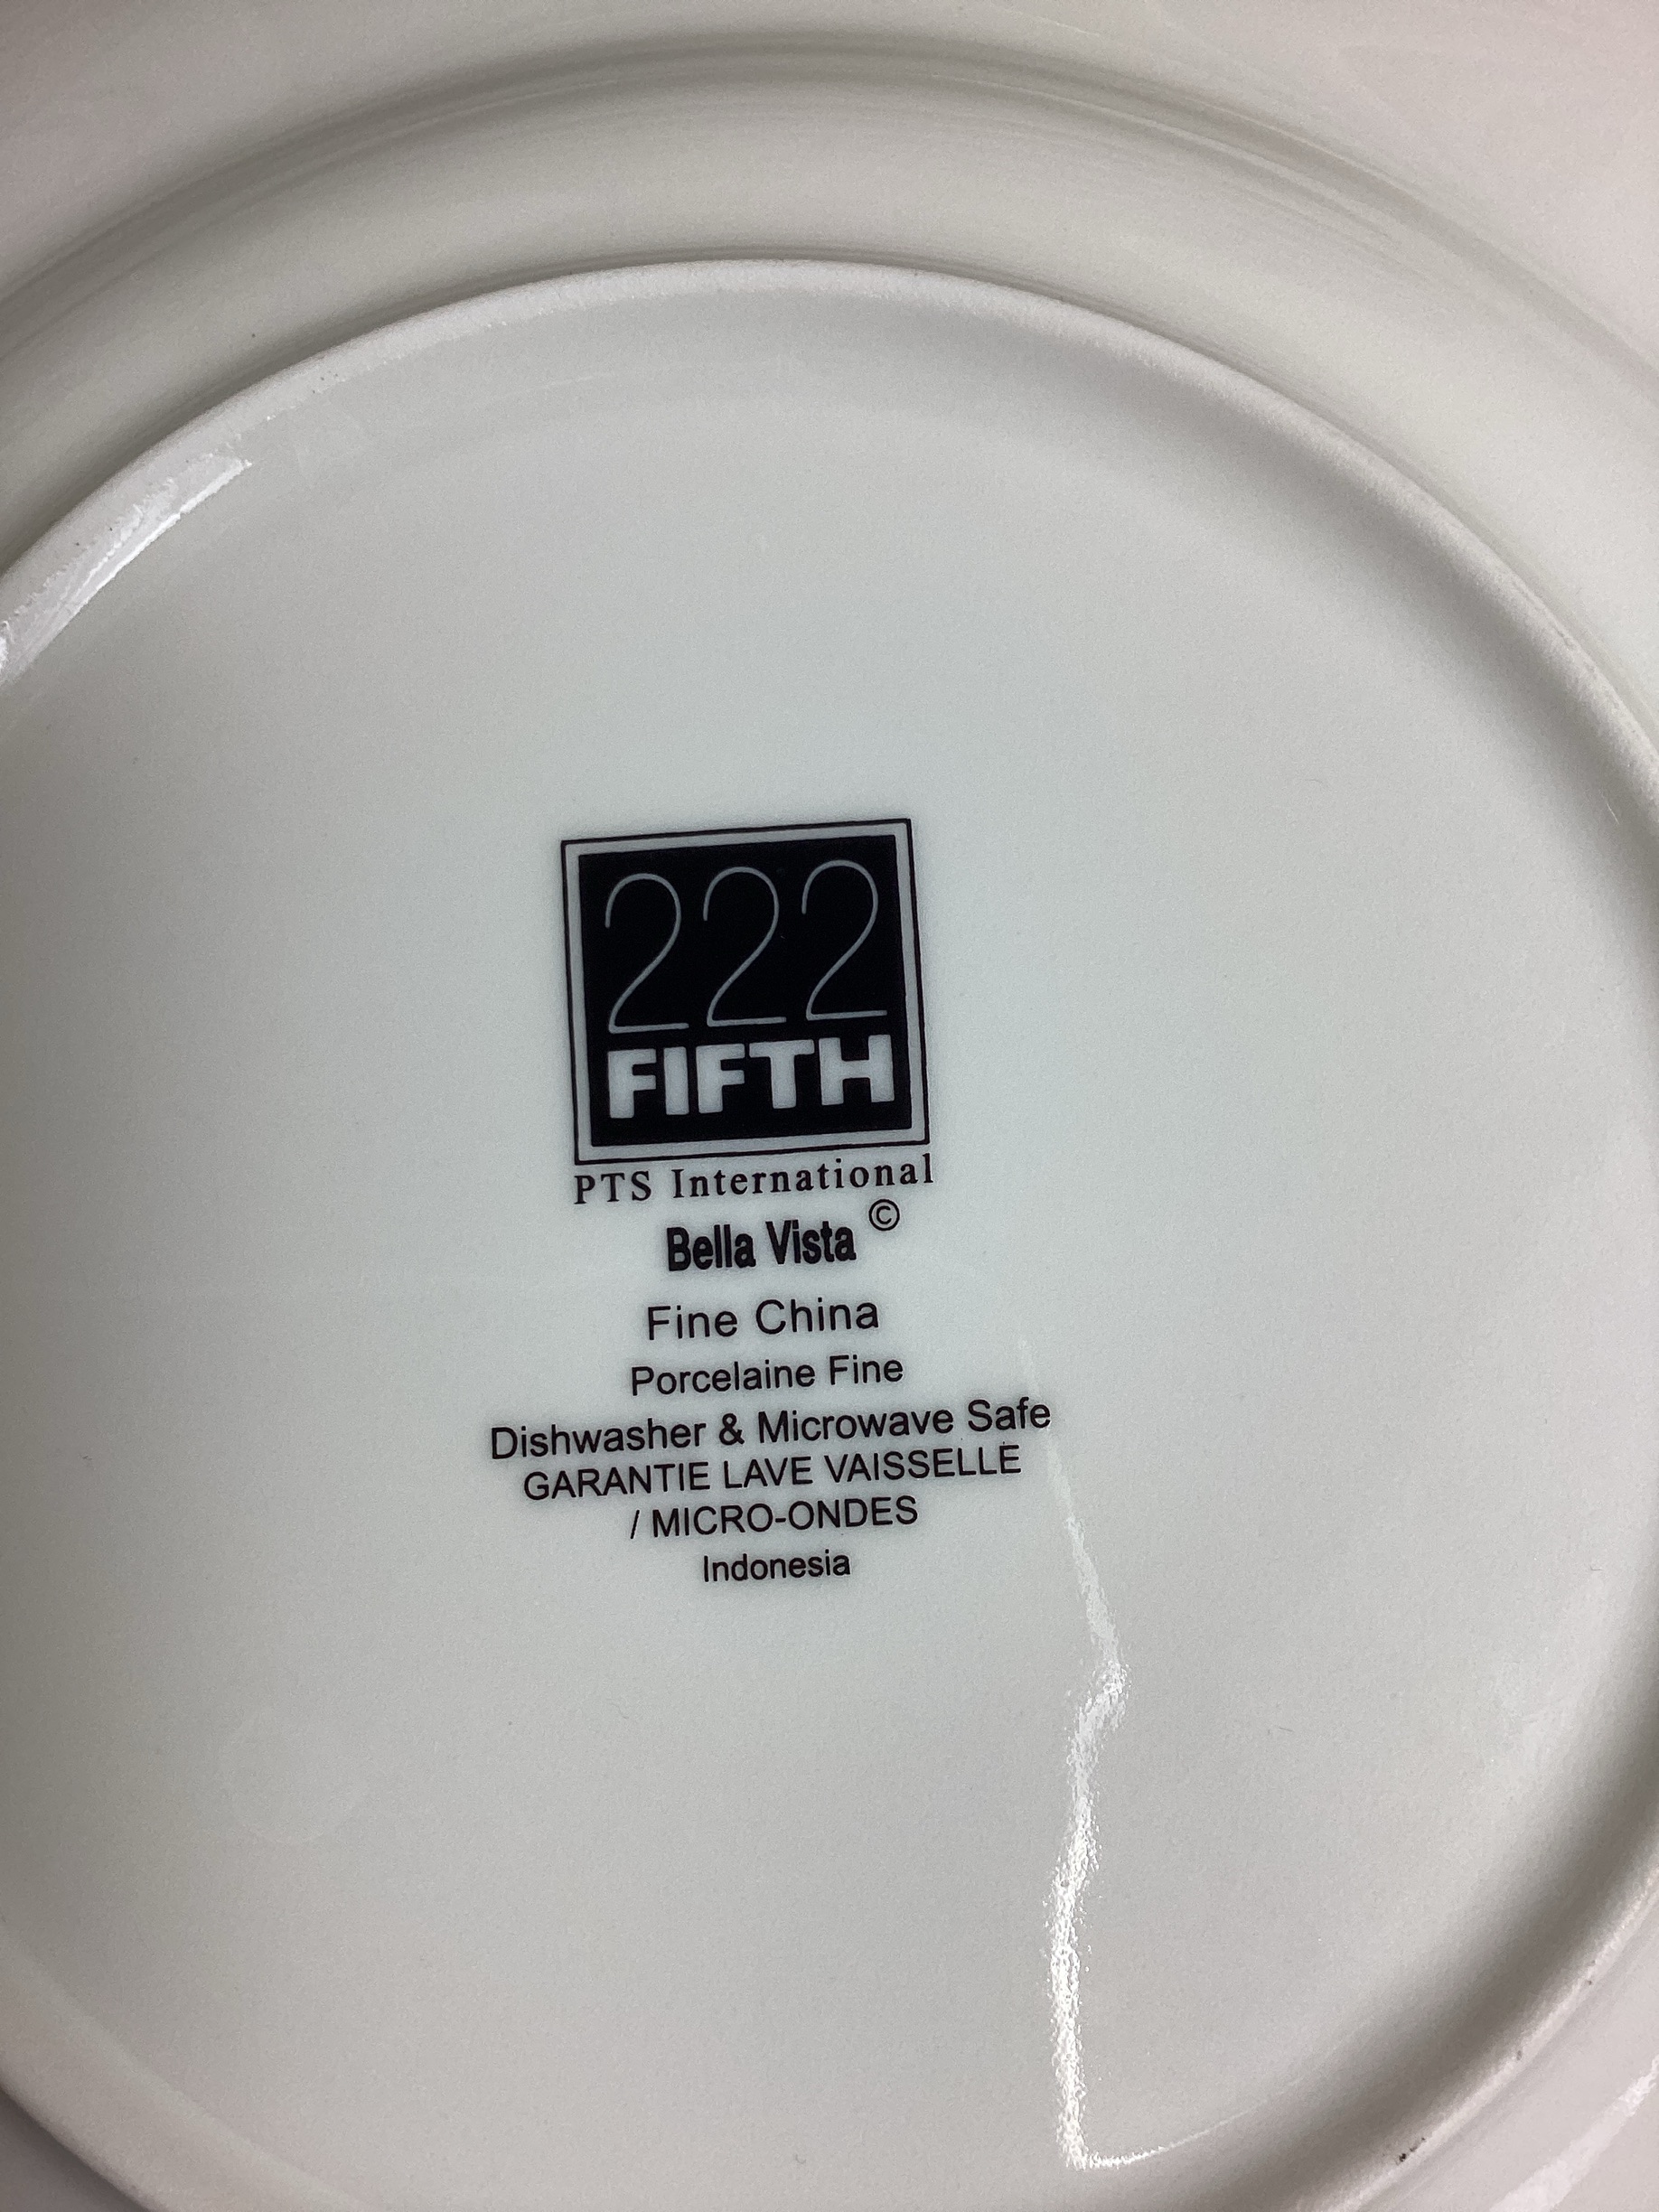 222
FIFTH
PTS International
Bella Vista ©
Fine China
Porcelaine Fine
Dishwasher & Microwave Safe
GARANTIE LAVE VAISSELLE
/ MICRO-ONDES
Indonesia